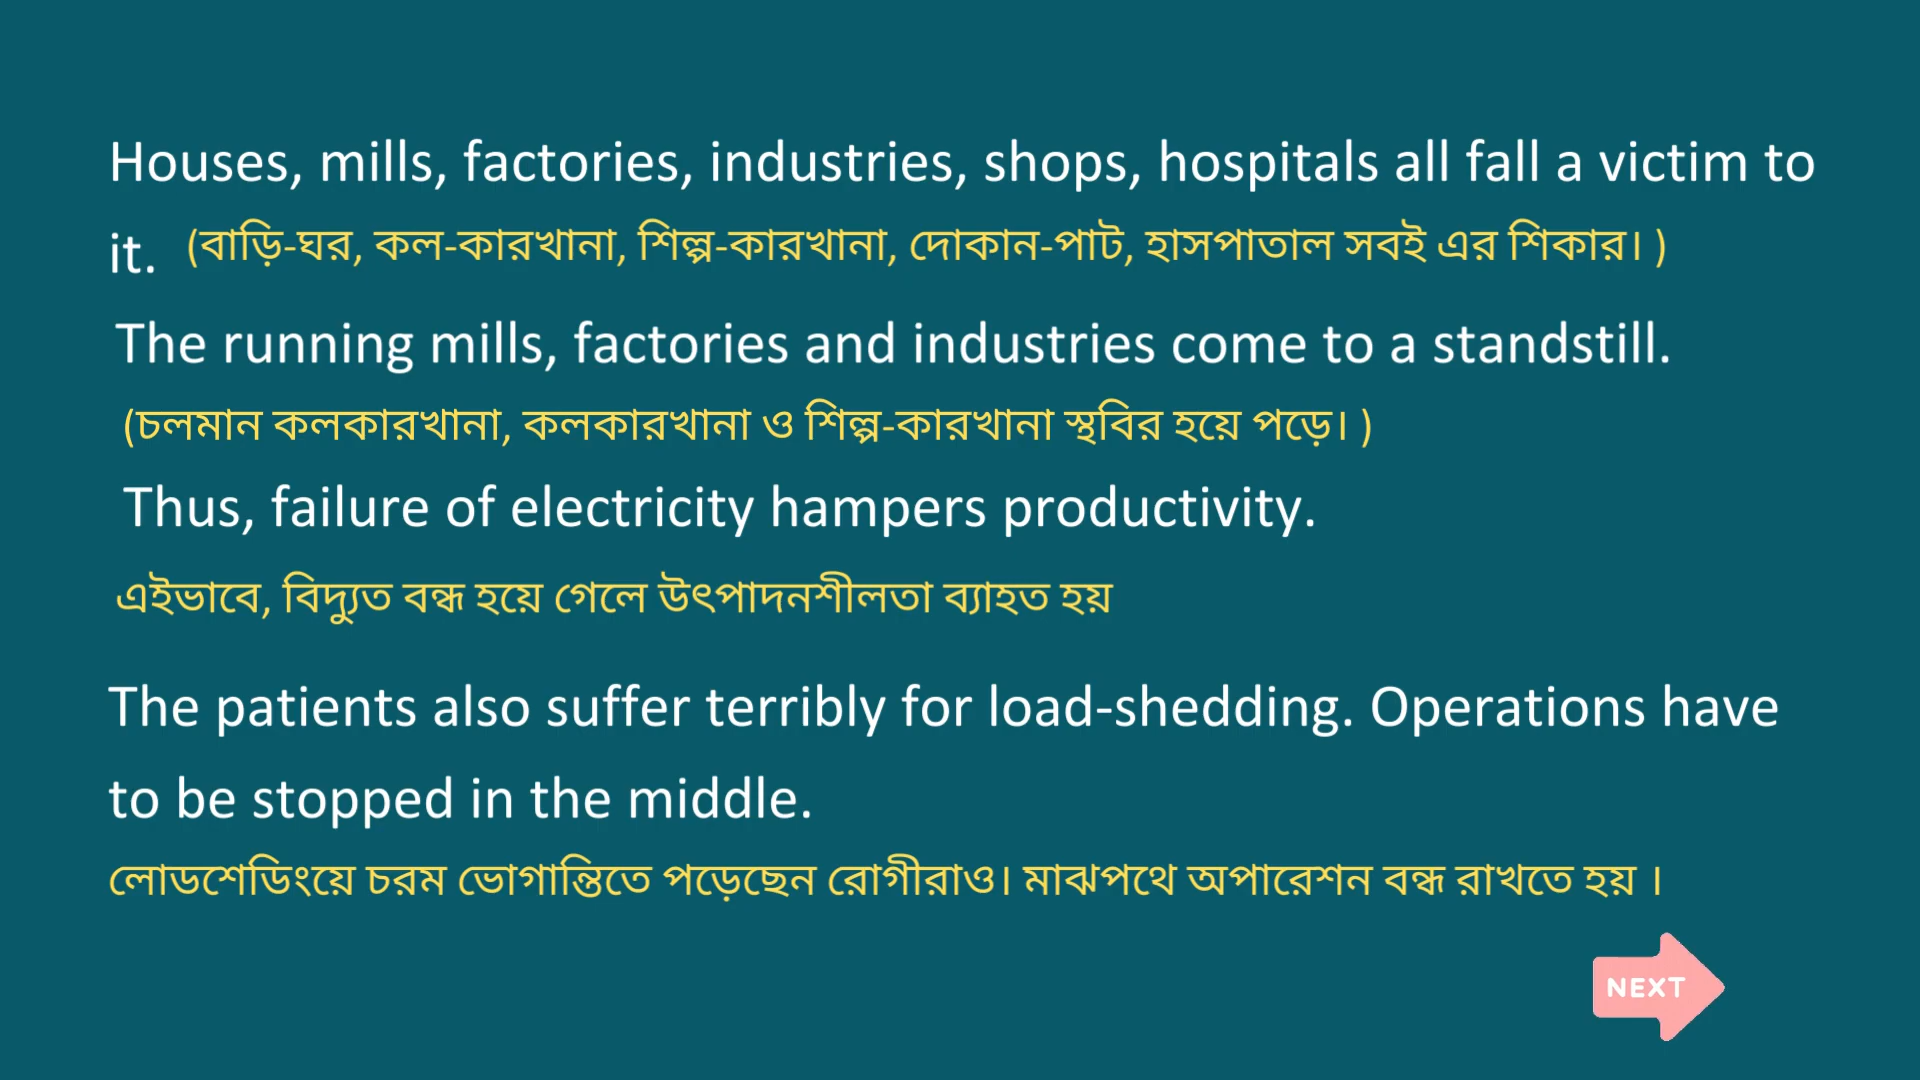 Houses, mills, factories, industries, shops, hospitals all fall a victim to
it. (বাড়ি-ঘর, কল-কারখানা, শিল্প-কারখানা, দোকান-পাট, হাসপাতাল সবই এর শিকার। )
The running mills, factories and industries come to a standstill.
(চলমান কলকারখানা, কলকারখানা ও শিল্প-কারখানা স্থবির হয়ে পড়ে। )
Thus, failure of electricity hampers productivity.
এইভাবে, বিদ্যুত বন্ধ হয়ে গেলে উৎপাদনশীলতা ব্যাহত হয়
The patients also suffer terribly for load-shedding. Operations have
to be stopped in the middle.
লোডশেডিংয়ে চরম ভোগান্তিতে পড়েছেন রোগীরাও। মাঝপথে অপারেশন বন্ধ রাখতে হয় ।
NEXT